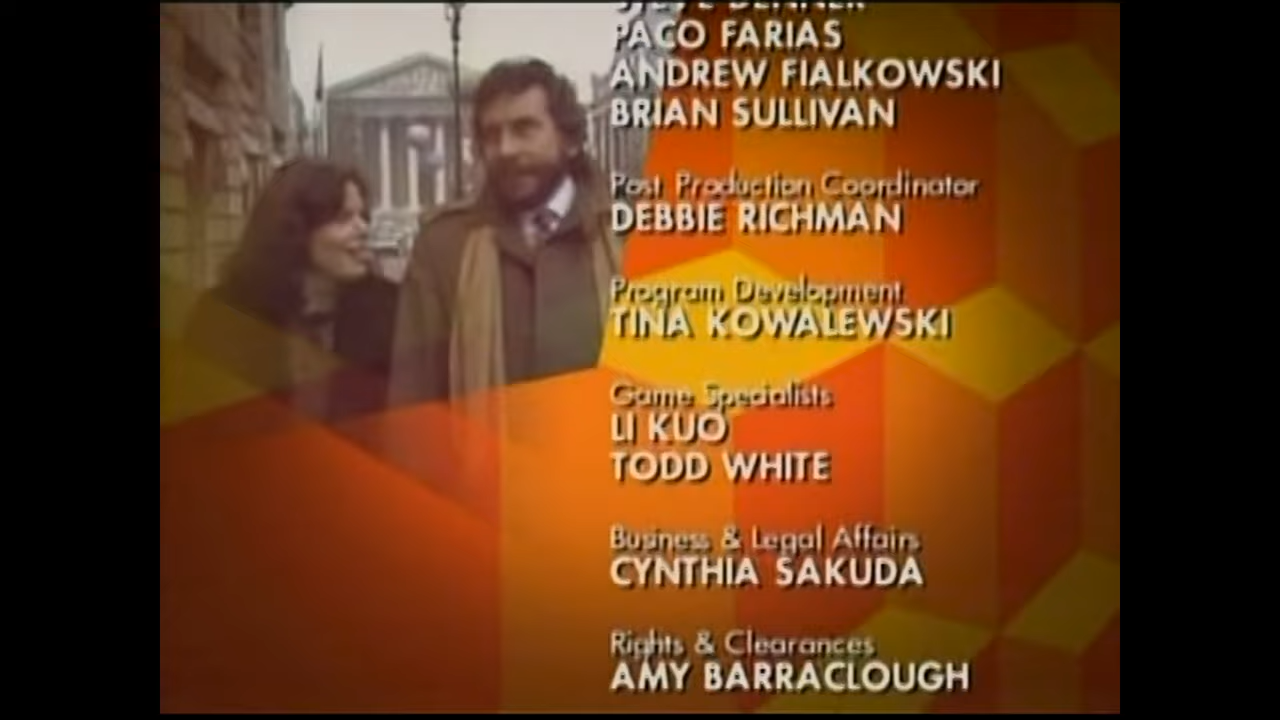 PACO FARIAS
ANDREW FIALKOWSKI
BRIAN SULLIVAN
Post Production Coordinator
DEBBIE RICHMAN
Program Development
TINA KOWALEWSKI
Game Specialists
LI KUO
TODD WHITE
Business & Legal Affairs
CYNTHIA SAKUDA
Rights & Clearances
AMY BARRACLOUGH